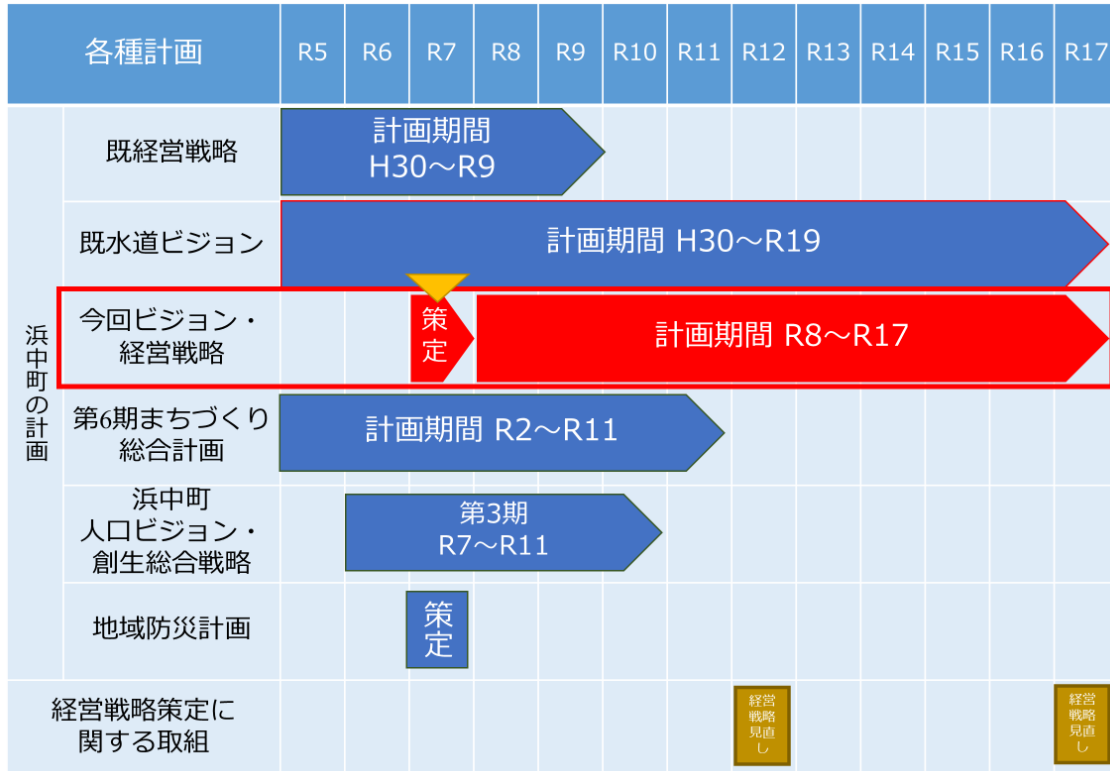 各種計画 R5 R6 R7 R8 R9 R10 R11 R12 R13 R14 R15 R16 R17
浜中町の計画
既経営戦略
計画期間
H30～R9
既水道ビジョン
計画期間 H30～R19
今回ビジョン・
経営戦略
策
定
計画期間 R8～R17
第6期まちづくり
総合計画
計画期間 R2～R11
浜中町
人口ビジョン・
創生総合戦略
第3期
R7～R11
地域防災計画
策
定
経営戦略策定に
関する取組
経営
戦略
見直
し
経営
戦略
見直
し